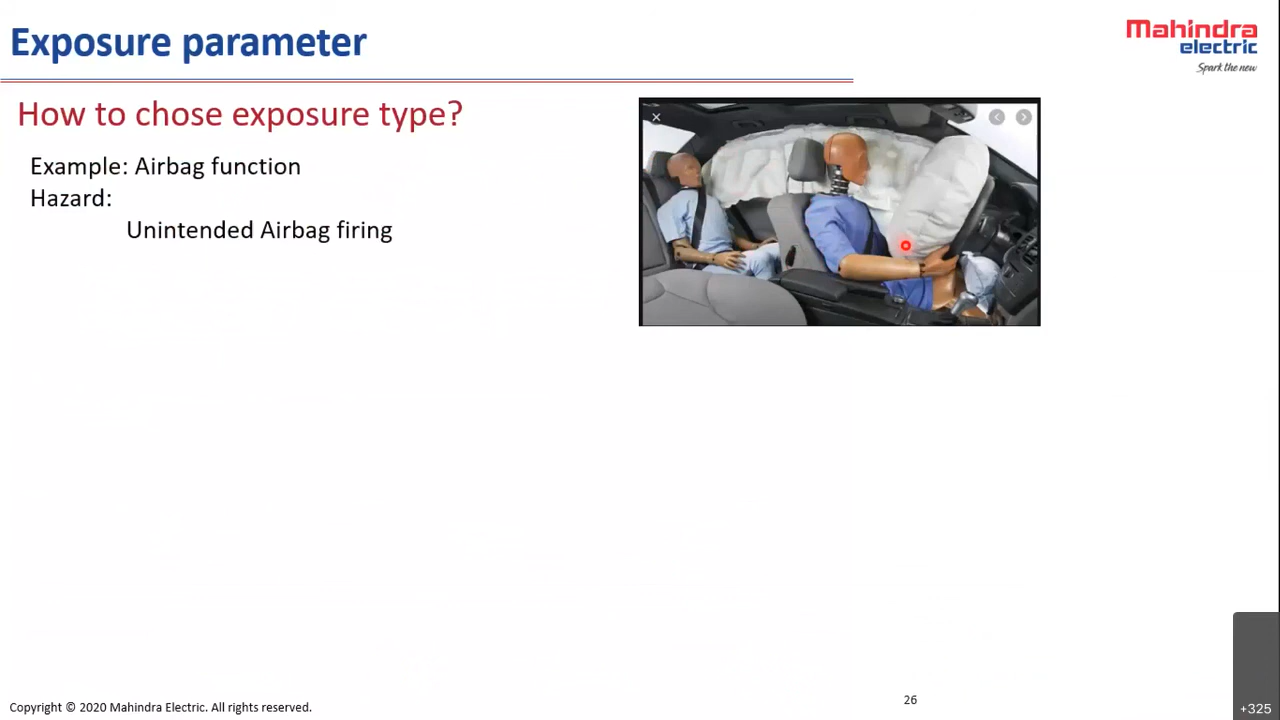 Exposure parameter
Mahindra
electric
Spark the new
How to chose exposure type?
Example: Airbag function
Hazard:
Unintended Airbag firing
Copyright © 2020 Mahindra Electric. All rights reserved.
26
+325